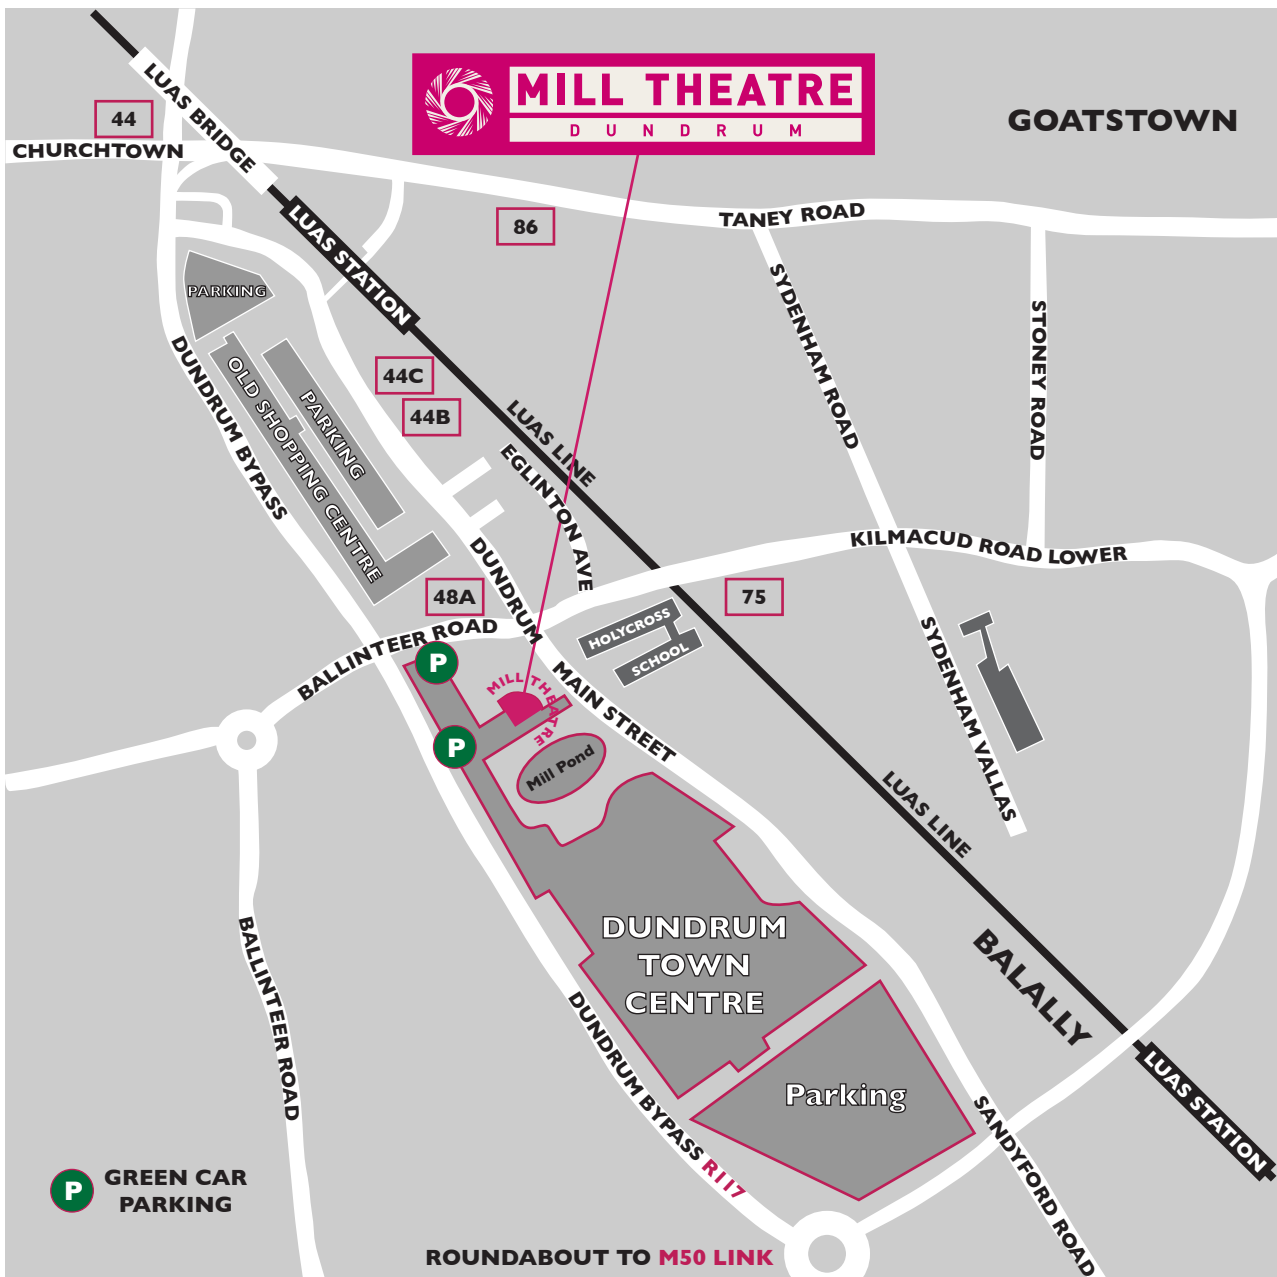 LUAS BRIDGE
44
CHURCHTOWN
MILL THEATRE
DUNDRUM
GOATSTOWN
86
TANEY ROAD
LUAS STATION
PARKING
SYDENHAM ROAD
STONEY ROAD
DUNDRUM BYPASS
OLD SHOPPING CENTRE
PARKING
44C
44B
LUAS LINE
EGLINTON AVE
KILMACUD ROAD LOWER
DUNDRUM
MAIN STREET
48A
75
BALLINTEER ROAD
HOLYCROSS
SCHOOL
SYDENHAM VALLAS
P
MILL THEATRE
P
Mill Pond
LUAS LINE
DUNDRUM
TOWN
CENTRE
BALALLY
BALLINTEER ROAD
DUNDRUM BYPASS R117
Parking
LUAS STATION
SANDYFORD ROAD
P
GREEN CAR
PARKING
ROUNDABOUT TO M50 LINK